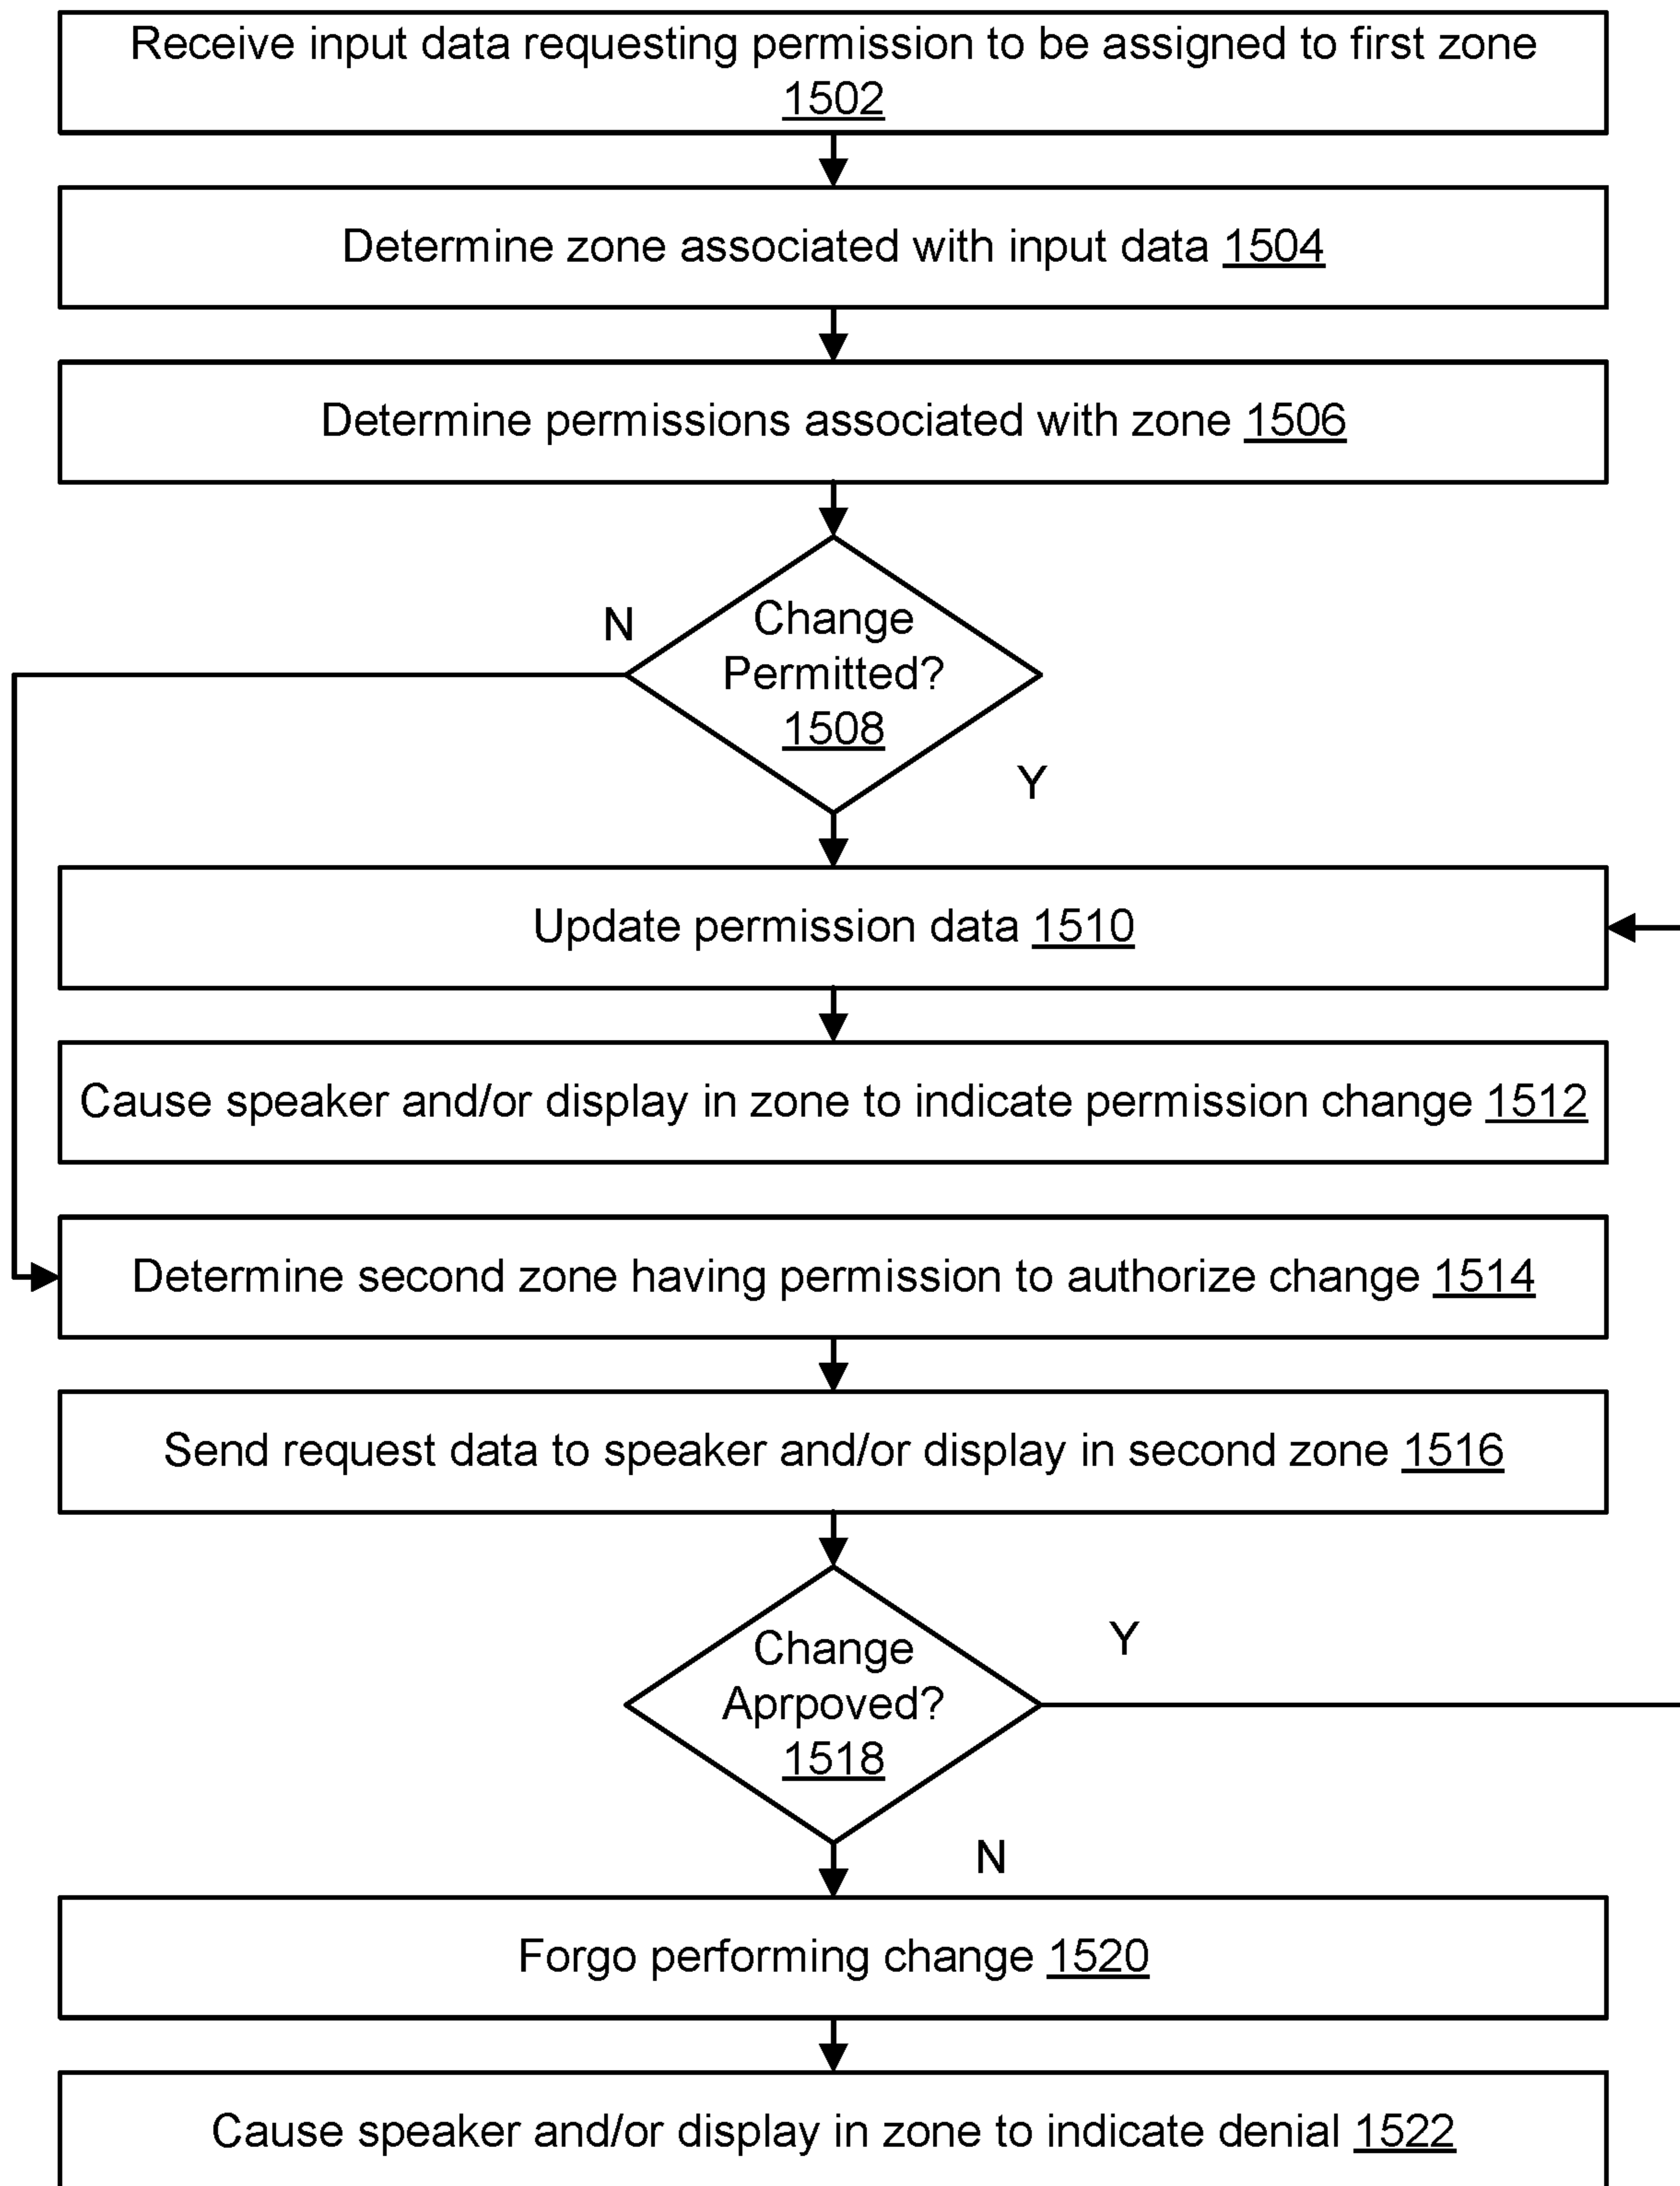 Receive input data requesting permission to be assigned to first zone
1502
Determine zone associated with input data 1504
Determine permissions associated with zone 1506
N
Change
Permitted?
1508
Y
Update permission data 1510
Cause speaker and/or display in zone to indicate permission change 1512
Determine second zone having permission to authorize change 1514
Send request data to speaker and/or display in second zone 1516
Change
Aprpoved?
1518
Y
N
Forgo performing change 1520
Cause speaker and/or display in zone to indicate denial 1522